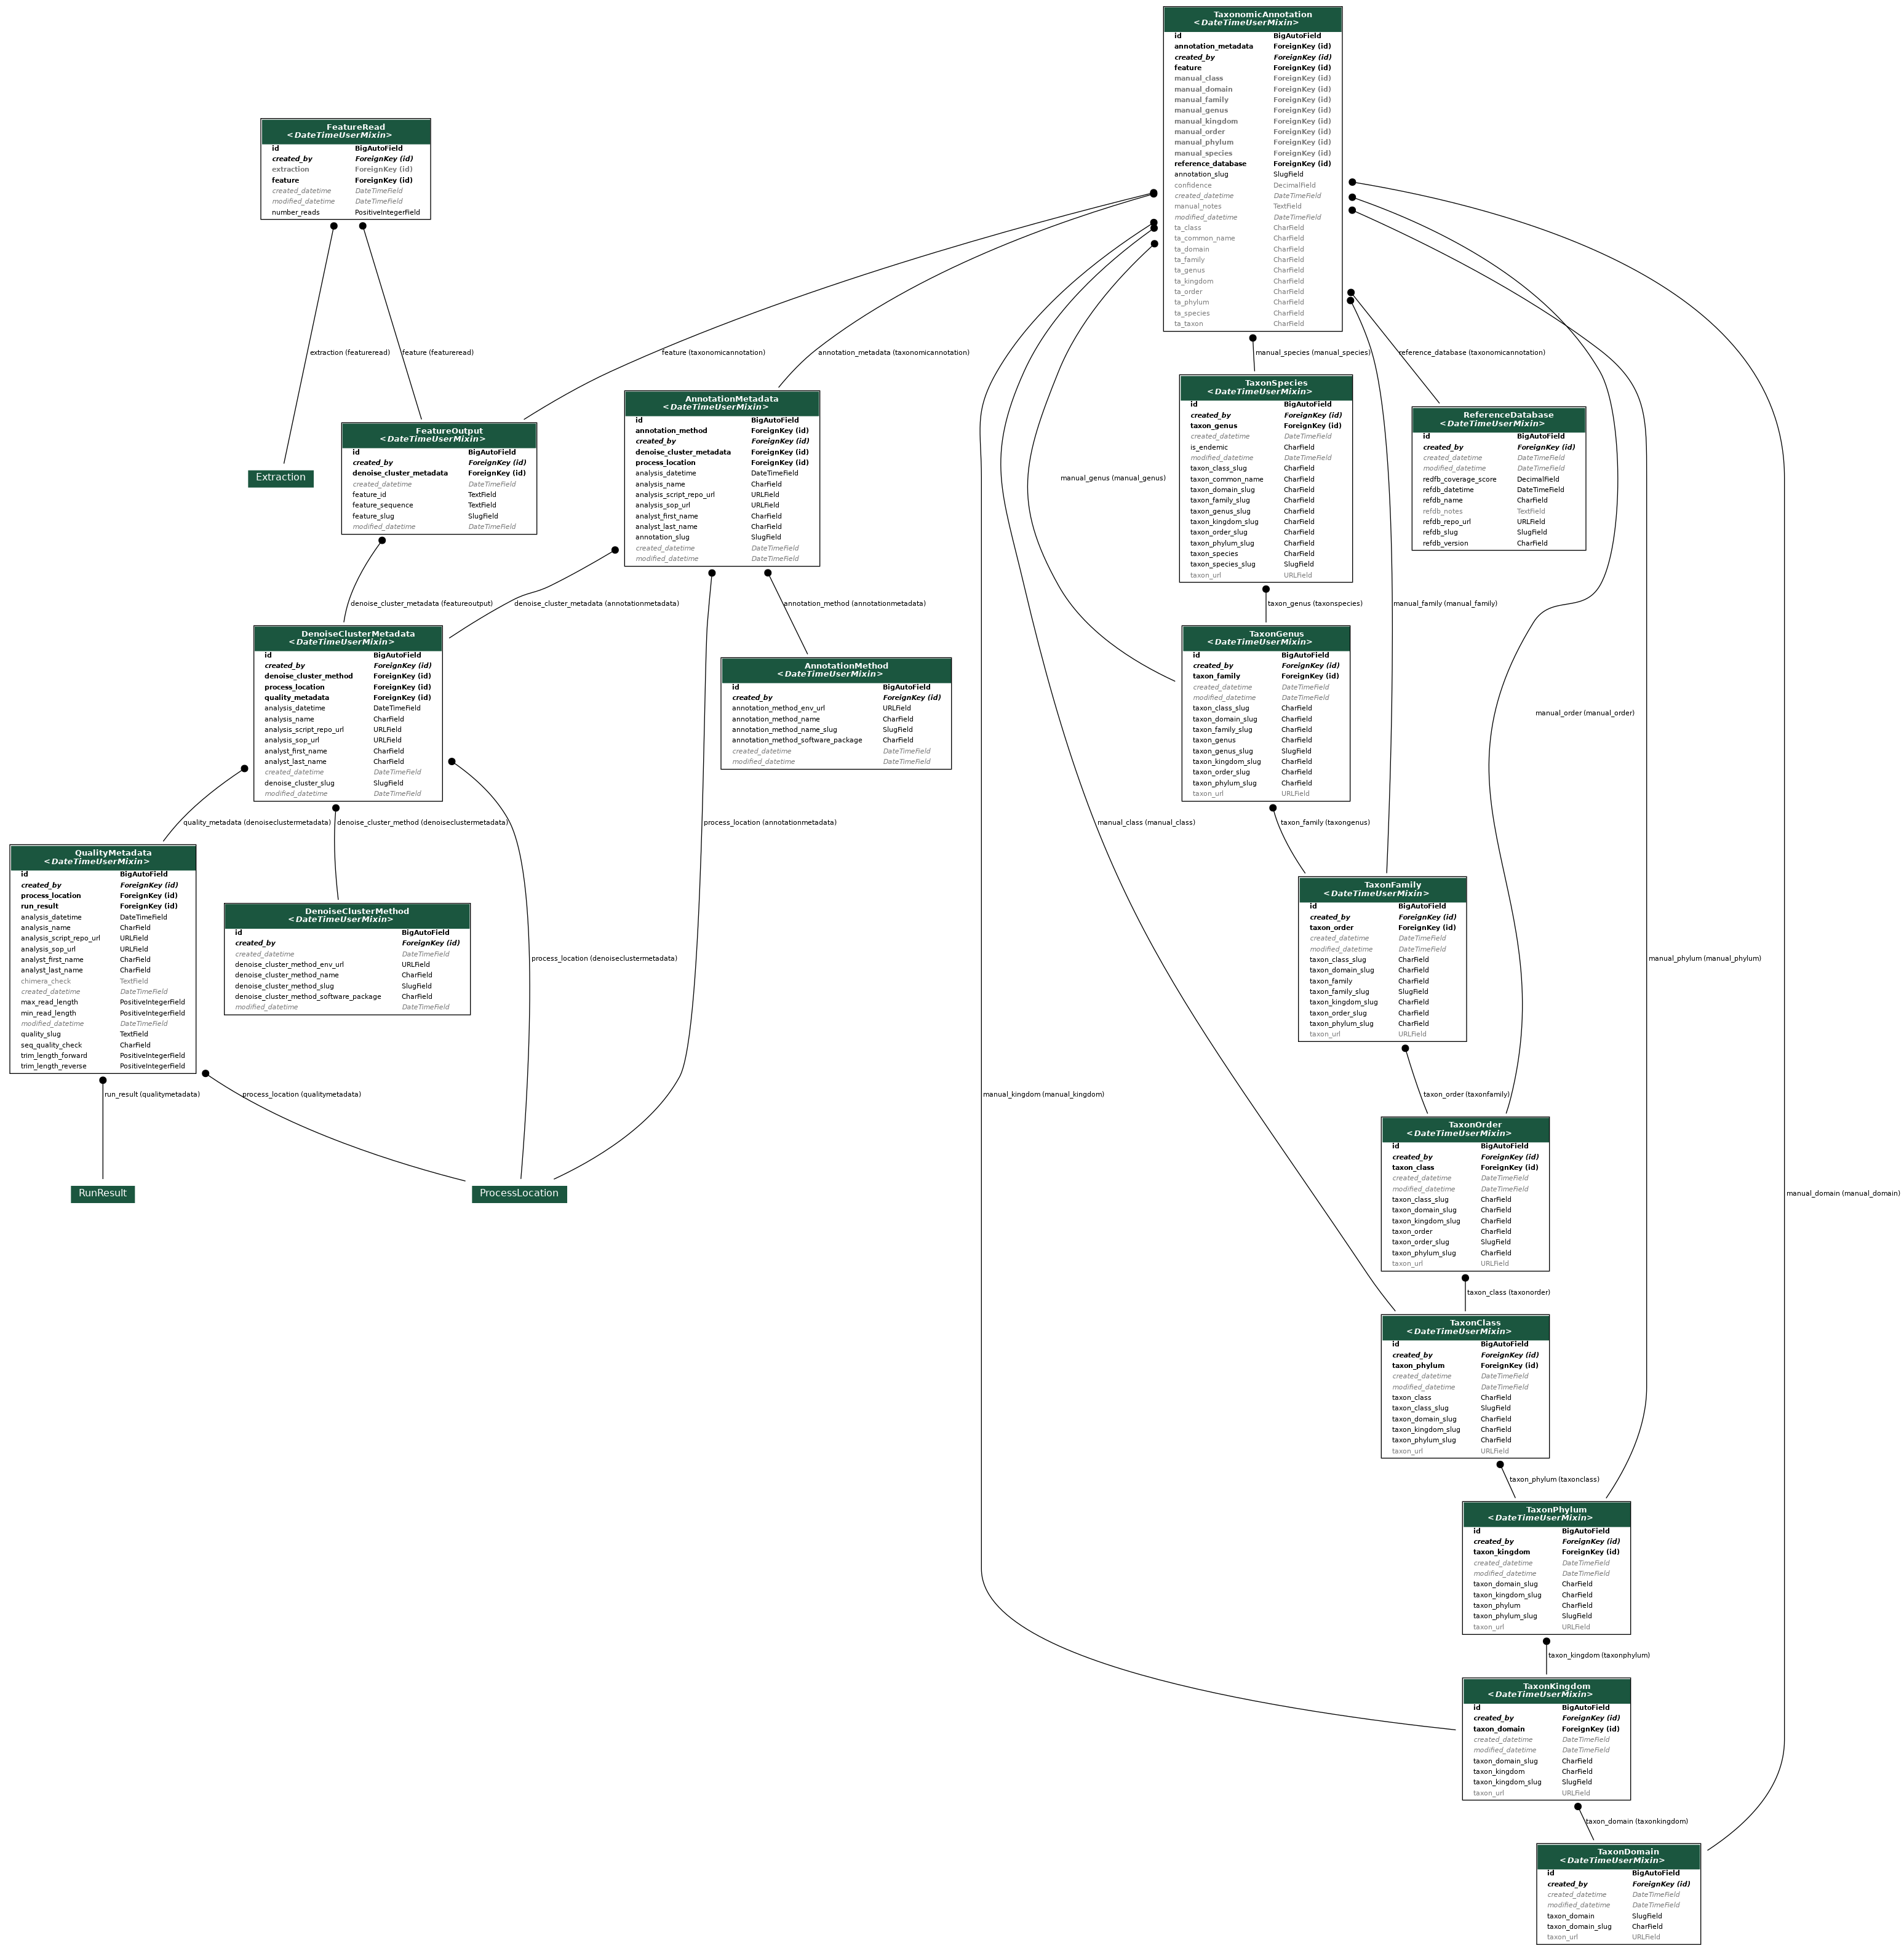 TaxonomicAnnotation
<DateTimeUserMixin>
id BigAutoField
annotation_metadata ForeignKey (id)
created_by ForeignKey (id)
feature ForeignKey (id)
manual_class ForeignKey (id)
manual_domain ForeignKey (id)
manual_family ForeignKey (id)
manual_genus ForeignKey (id)
manual_kingdom ForeignKey (id)
manual_order ForeignKey (id)
manual_phylum ForeignKey (id)
manual_species ForeignKey (id)
reference_database ForeignKey (id)
annotation_slug SlugField
confidence DecimalField
created_datetime DateTimeField
manual_notes TextField
modified_datetime DateTimeField
ta_class CharField
ta_common_name CharField
ta_domain CharField
ta_family CharField
ta_genus CharField
ta_kingdom CharField
ta_order CharField
ta_phylum CharField
ta_species CharField
ta_taxon CharField
FeatureRead
<DateTimeUserMixin>
id BigAutoField
created_by ForeignKey (id)
extraction ForeignKey (id)
feature ForeignKey (id)
created_datetime DateTimeField
modified_datetime DateTimeField
number_reads PositiveIntegerField
extraction (featureread)
feature (featureread)
feature (taxonomicannotation)
annotation_metadata (taxonomicannotation)
manual_species (manual_species)
reference_database (taxonomicannotation)
Extraction
FeatureOutput
<DateTimeUserMixin>
id BigAutoField
created_by ForeignKey (id)
denoise_cluster_metadata ForeignKey (id)
created_datetime DateTimeField
feature_id TextField
feature_sequence TextField
feature_slug SlugField
modified_datetime DateTimeField
AnnotationMetadata
<DateTimeUserMixin>
id BigAutoField
annotation_method ForeignKey (id)
created_by ForeignKey (id)
denoise_cluster_metadata ForeignKey (id)
process_location ForeignKey (id)
analysis_datetime DateTimeField
analysis_name CharField
analysis_script_repo_url URLField
analysis_sop_url URLField
analyst_first_name CharField
analyst_last_name CharField
annotation_slug SlugField
created_datetime DateTimeField
modified_datetime DateTimeField
manual_genus (manual_genus)
TaxonSpecies
<DateTimeUserMixin>
id BigAutoField
created_by ForeignKey (id)
taxon_genus ForeignKey (id)
created_datetime DateTimeField
is_endemic CharField
modified_datetime DateTimeField
taxon_class_slug CharField
taxon_common_name CharField
taxon_domain_slug CharField
taxon_family_slug CharField
taxon_genus_slug CharField
taxon_kingdom_slug CharField
taxon_order_slug CharField
taxon_phylum_slug CharField
taxon_species CharField
taxon_species_slug SlugField
taxon_url URLField
ReferenceDatabase
<DateTimeUserMixin>
id BigAutoField
created_by ForeignKey (id)
created_datetime DateTimeField
modified_datetime DateTimeField
redfb_coverage_score DecimalField
refdb_datetime DateTimeField
refdb_name CharField
refdb_notes TextField
refdb_repo_url URLField
refdb_slug SlugField
refdb_version CharField
denoise_cluster_metadata (featureoutput)
denoise_cluster_metadata (annotationmetadata)
annotation_method (annotationmetadata)
taxon_genus (taxonspecies)
manual_family (manual_family)
DenoiseClusterMetadata
<DateTimeUserMixin>
id BigAutoField
created_by ForeignKey (id)
denoise_cluster_method ForeignKey (id)
process_location ForeignKey (id)
quality_metadata ForeignKey (id)
analysis_datetime DateTimeField
analysis_name CharField
analysis_script_repo_url URLField
analysis_sop_url URLField
analyst_first_name CharField
analyst_last_name CharField
created_datetime DateTimeField
denoise_cluster_slug SlugField
modified_datetime DateTimeField
AnnotationMethod
<DateTimeUserMixin>
id BigAutoField
created_by ForeignKey (id)
annotation_method_env_url URLField
annotation_method_name CharField
annotation_method_name_slug SlugField
annotation_method_software_package CharField
created_datetime DateTimeField
modified_datetime DateTimeField
TaxonGenus
<DateTimeUserMixin>
id BigAutoField
created_by ForeignKey (id)
taxon_family ForeignKey (id)
created_datetime DateTimeField
modified_datetime DateTimeField
taxon_class_slug CharField
taxon_domain_slug CharField
taxon_family_slug CharField
taxon_genus CharField
taxon_genus_slug SlugField
taxon_kingdom_slug CharField
taxon_order_slug CharField
taxon_phylum_slug CharField
taxon_url URLField
manual_order (manual_order)
quality_metadata (denoiseclustermetadata)
denoise_cluster_method (denoiseclustermetadata)
process_location (annotationmetadata)
manual_class (manual_class)
taxon_family (taxongenus)
QualityMetadata
<DateTimeUserMixin>
id BigAutoField
created_by ForeignKey (id)
process_location ForeignKey (id)
run_result ForeignKey (id)
analysis_datetime DateTimeField
analysis_name CharField
analysis_script_repo_url URLField
analysis_sop_url URLField
analyst_first_name CharField
analyst_last_name CharField
chimera_check TextField
created_datetime DateTimeField
max_read_length PositiveIntegerField
min_read_length PositiveIntegerField
modified_datetime DateTimeField
quality_slug TextField
seq_quality_check CharField
trim_length_forward PositiveIntegerField
trim_length_reverse PositiveIntegerField
DenoiseClusterMethod
<DateTimeUserMixin>
id BigAutoField
created_by ForeignKey (id)
created_datetime DateTimeField
denoise_cluster_method_env_url URLField
denoise_cluster_method_name CharField
denoise_cluster_method_slug SlugField
denoise_cluster_method_software_package CharField
modified_datetime DateTimeField
process_location (denoiseclustermetadata)
TaxonFamily
<DateTimeUserMixin>
id BigAutoField
created_by ForeignKey (id)
taxon_order ForeignKey (id)
created_datetime DateTimeField
modified_datetime DateTimeField
taxon_class_slug CharField
taxon_domain_slug CharField
taxon_family CharField
taxon_family_slug SlugField
taxon_kingdom_slug CharField
taxon_order_slug CharField
taxon_phylum_slug CharField
taxon_url URLField
manual_phylum (manual_phylum)
run_result (qualitymetadata)
process_location (qualitymetadata)
manual_kingdom (manual_kingdom)
taxon_order (taxonfamily)
RunResult
ProcessLocation
TaxonOrder
<DateTimeUserMixin>
id BigAutoField
created_by ForeignKey (id)
taxon_class ForeignKey (id)
created_datetime DateTimeField
modified_datetime DateTimeField
taxon_class_slug CharField
taxon_domain_slug CharField
taxon_kingdom_slug CharField
taxon_order CharField
taxon_order_slug SlugField
taxon_phylum_slug CharField
taxon_url URLField
manual_domain (manual_domain)
taxon_class (taxonorder)
TaxonClass
<DateTimeUserMixin>
id BigAutoField
created_by ForeignKey (id)
taxon_phylum ForeignKey (id)
created_datetime DateTimeField
modified_datetime DateTimeField
taxon_class CharField
taxon_class_slug SlugField
taxon_domain_slug CharField
taxon_kingdom_slug CharField
taxon_phylum_slug CharField
taxon_url URLField
taxon_phylum (taxonclass)
TaxonPhylum
<DateTimeUserMixin>
id BigAutoField
created_by ForeignKey (id)
taxon_kingdom ForeignKey (id)
created_datetime DateTimeField
modified_datetime DateTimeField
taxon_domain_slug CharField
taxon_kingdom_slug CharField
taxon_phylum CharField
taxon_phylum_slug SlugField
taxon_url URLField
taxon_kingdom (taxonphylum)
TaxonKingdom
<DateTimeUserMixin>
id BigAutoField
created_by ForeignKey (id)
taxon_domain ForeignKey (id)
created_datetime DateTimeField
modified_datetime DateTimeField
taxon_domain_slug CharField
taxon_kingdom CharField
taxon_kingdom_slug SlugField
taxon_url URLField
taxon_domain (taxonkingdom)
TaxonDomain
<DateTimeUserMixin>
id BigAutoField
created_by ForeignKey (id)
created_datetime DateTimeField
modified_datetime DateTimeField
taxon_domain SlugField
taxon_domain_slug CharField
taxon_url URLField